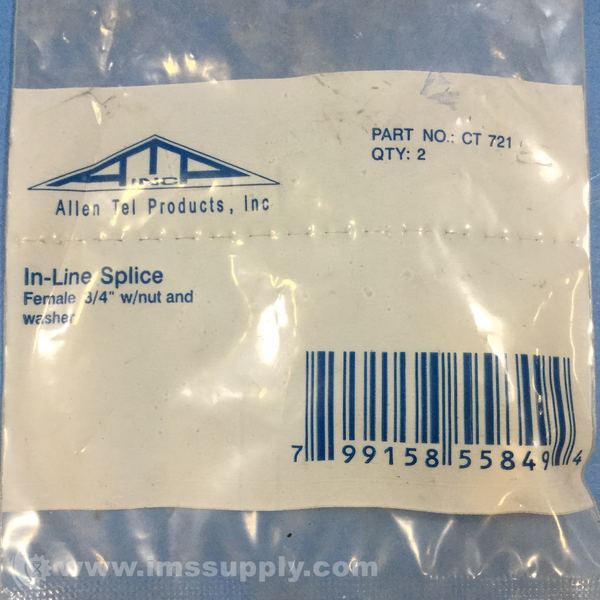 ATP
INC
Allen Tel Products, Inc
PART NO.: CT 721
QTY: 2
In-Line Splice
Female 3/4" w/nut and
washer
7 99158 55849 4
www.imssupply.com